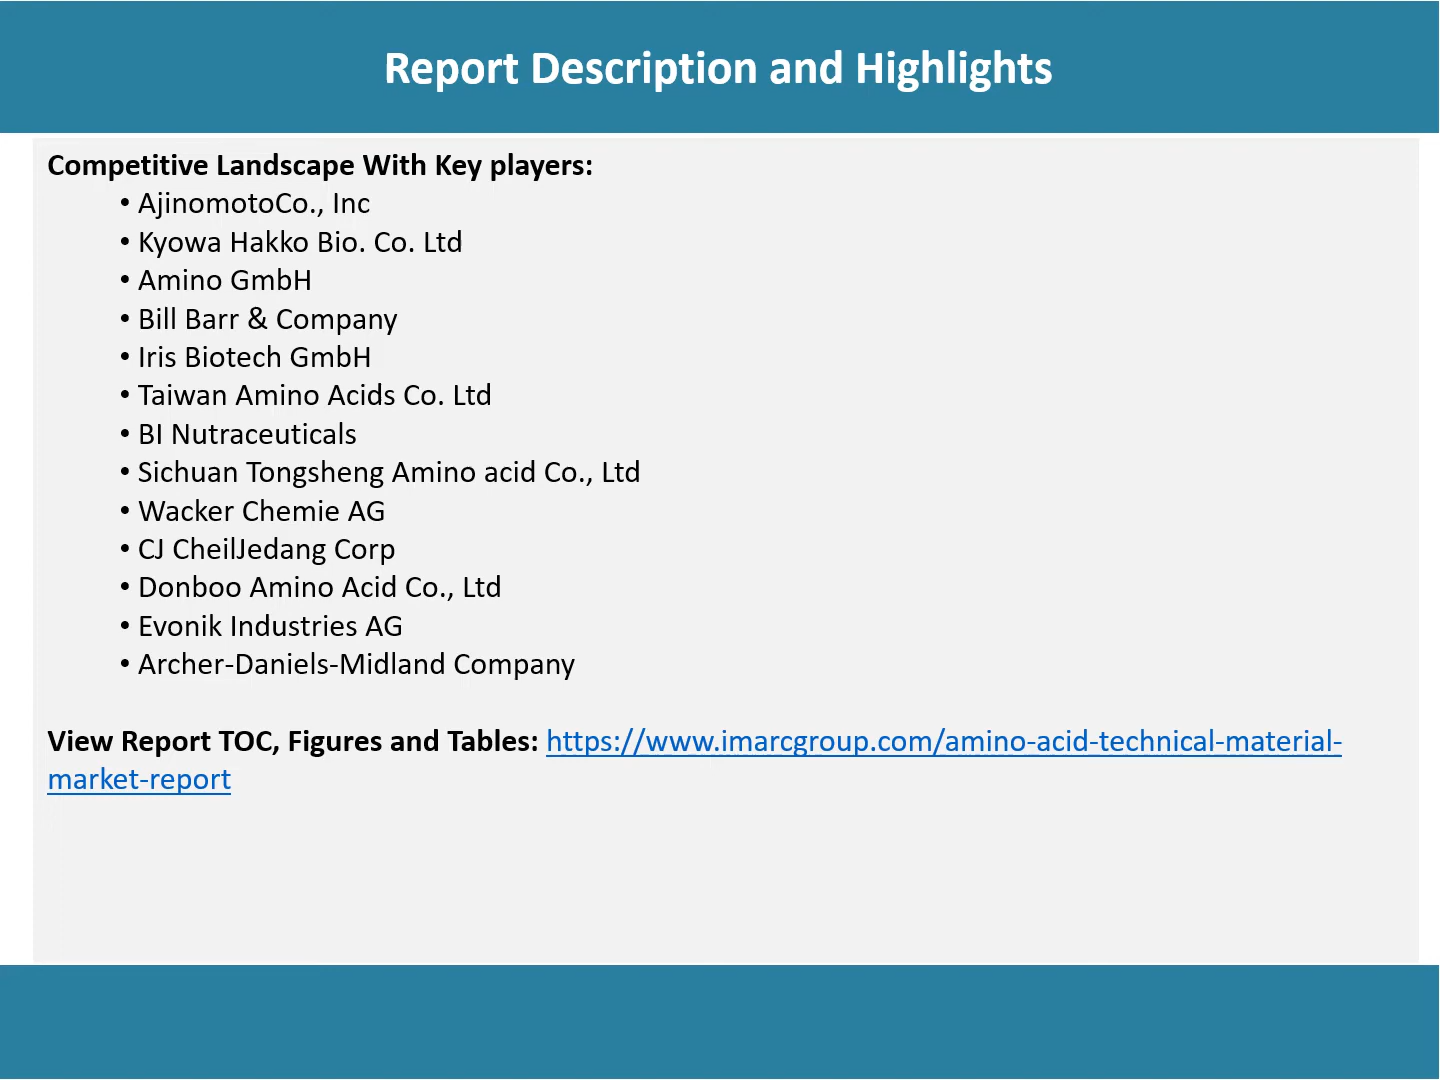 Report Description and Highlights
Competitive Landscape With Key players:
• AjinomotoCo., Inc
• Kyowa Hakko Bio. Co. Ltd
• Amino GmbH
• Bill Barr & Company
• Iris Biotech GmbH
• Taiwan Amino Acids Co. Ltd
• BI Nutraceuticals
• Sichuan Tongsheng Amino acid Co., Ltd
• Wacker Chemie AG
• CJ CheilJedang Corp
• Donboo Amino Acid Co., Ltd
• Evonik Industries AG
• Archer-Daniels-Midland Company
View Report TOC, Figures and Tables: https://www.imarcgroup.com/amino-acid-technical-material-
market-report